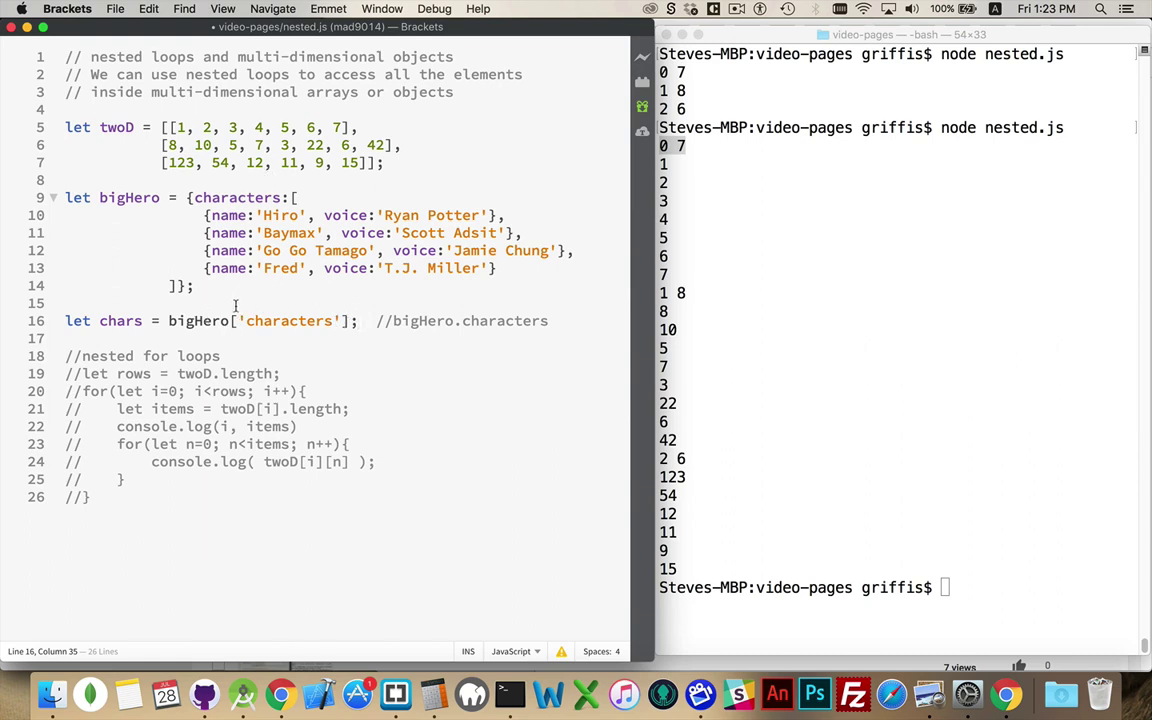 Brackets File Edit Find View Navigate Emmet Window Debug Help 100% Fri 1:23 PM
• video-pages/nested.js (mad9014) — Brackets
1 // nested loops and multi-dimensional objects
2 // We can use nested loops to access all the elements
3 // inside multi-dimensional arrays or objects
4
5 let twoD = [[1, 2, 3, 4, 5, 6, 7],
6 [8, 10, 5, 7, 3, 22, 6, 42],
7 [123, 54, 12, 11, 9, 15]];
8
9 let bigHero = {characters:[
10 {name:'Hiro', voice:'Ryan Potter'},
11 {name:'Baymax', voice:'Scott Adsit'},
12 {name:'Go Go Tamago', voice:'Jamie Chung'},
13 {name:'Fred', voice:'T.J. Miller'}
14 ]};
15
16 let chars = bigHero['characters']; //bigHero.characters
17
18 //nested for loops
19 //let rows = twoD.length;
20 //for(let i=0; i<rows; i++){
21 // let items = twoD[i].length;
22 // console.log(i, items)
23 // for(let n=0; n<items; n++){
24 // console.log( twoD[i][n] );
25 // }
26 //}
Line 16, Column 35 — 26 Lines INS JavaScript Spaces: 4
video-pages — -bash — 54×33
Steves-MBP:video-pages griffis$ node nested.js
0 7
1 8
2 6
Steves-MBP:video-pages griffis$ node nested.js
0 7
1
2
3
4
5
6
7
1 8
8
10
5
7
3
22
6
42
2 6
123
54
12
11
9
15
Steves-MBP:video-pages griffis$
7 views 0
JUL
28
1
An
Ps
Fz